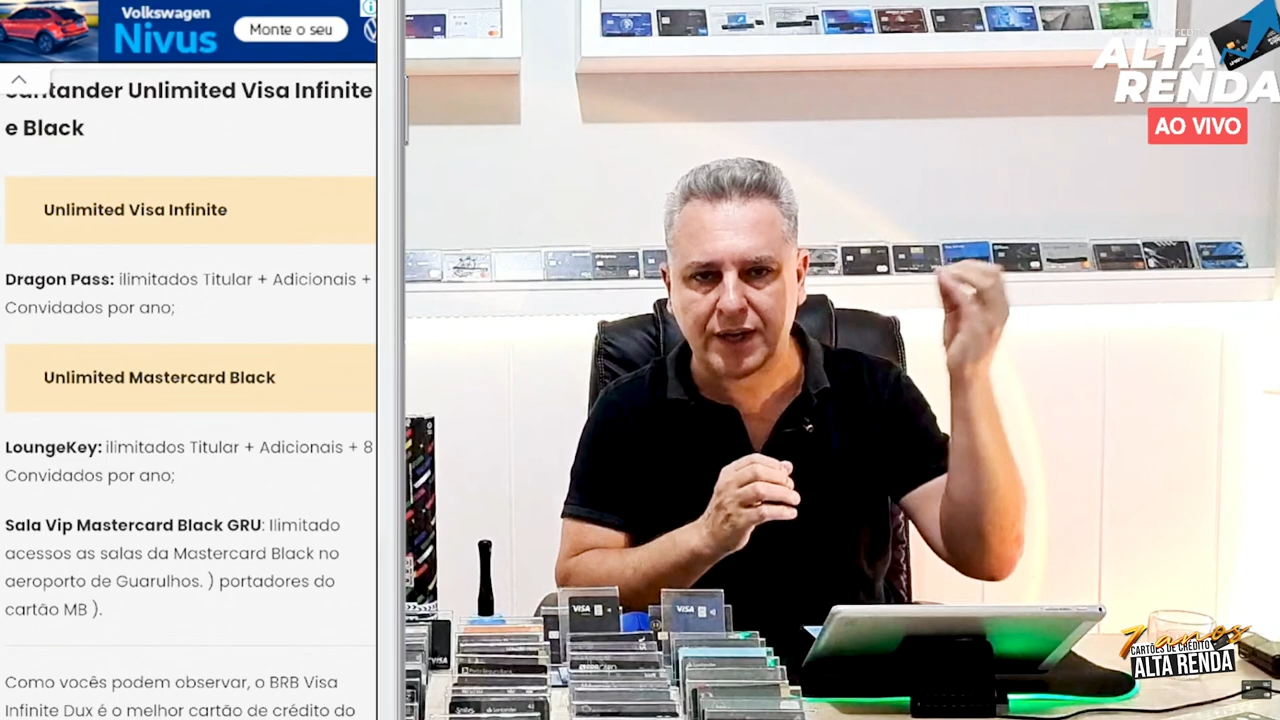 Volkswagen
Nivus
Monte o seu
Santander Unlimited Visa Infinite
e Black
Unlimited Visa Infinite
Dragon Pass: ilimitados Titular + Adicionais +
Convidados por ano;
Unlimited Mastercard Black
LoungeKey: ilimitados Titular + Adicionais + 8
Convidados por ano;
Sala Vip Mastercard Black GRU: Ilimitado
acessos as salas da Mastercard Black no
aeroporto de Guarulhos. ) portadores do
cartão MB ).
Como vocês podem observar, o BRB Visa
Infinite Dux é o melhor cartão de crédito do
ALTA
RENDA
AO VIVO
VISA
VISA
VISA
Santander
Santander
7 anos
CARTÕES DE CRÉDITO
ALTA RENDA